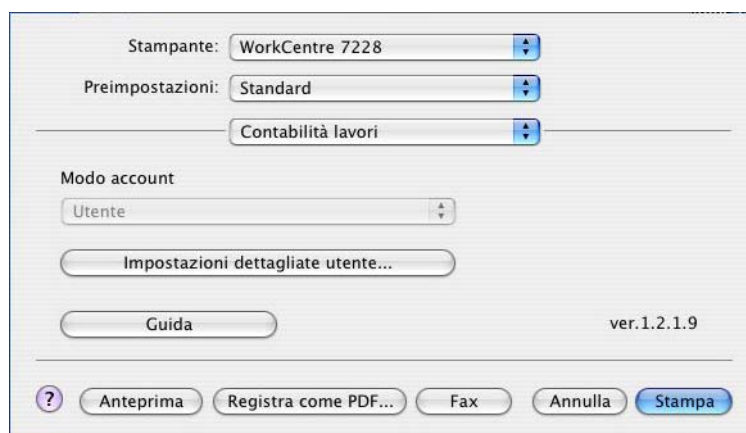 Stampante: WorkCentre 7228
Preimpostazioni: Standard
Contabilità lavori
Modo account
Utente
Impostazioni dettagliate utente...
Guida ver.1.2.1.9
? Anteprima Registra come PDF... Fax Annulla Stampa